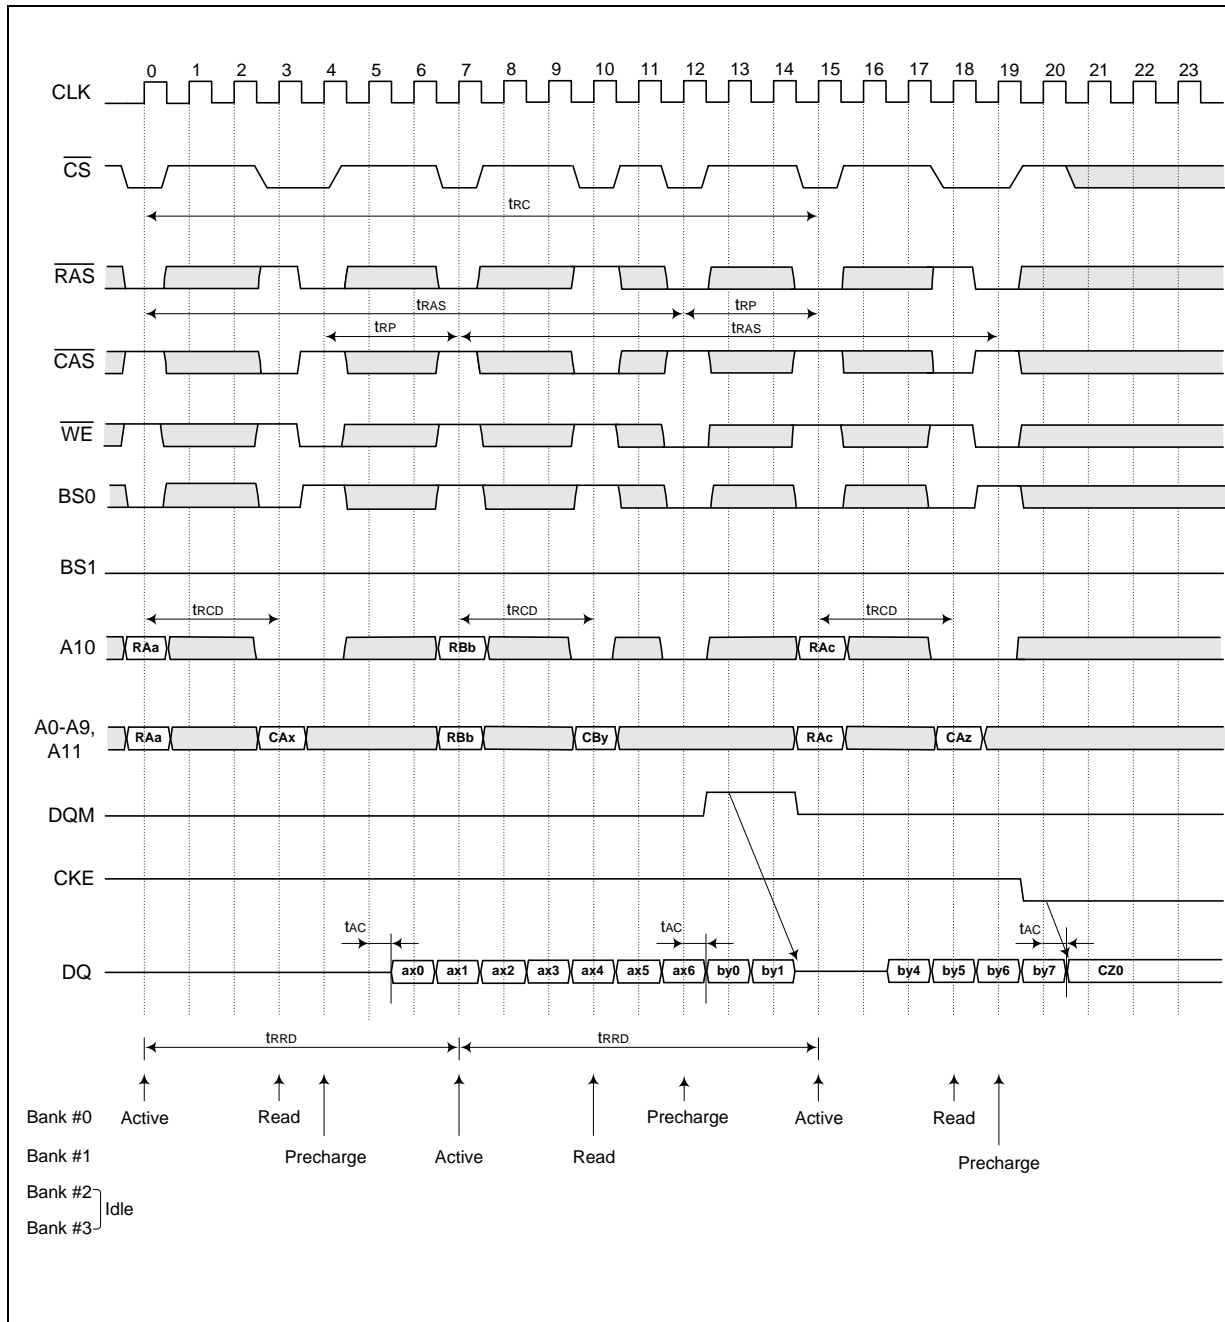 0 1 2 3 4 5 6 7 8 9 10 11 12 13 14 15 16 17 18 19 20 21 22 23
CLK
CS
tRC
RAS
tRAS tRP
tRP tRAS
CAS
WE
BS0
BS1
tRCD tRCD tRCD
A10 RAa RBb RAc
A0-A9,
A11
RAa CAx RBb CBy RAc CAz
DQM
CKE
tAC tAC tAC
DQ ax0 ax1 ax2 ax3 ax4 ax5 ax6 by0 by1 by4 by5 by6 by7 CZ0
tRRD tRRD
Bank #0 Active Read Precharge Active Read
Bank #1 Precharge Active Read Precharge
Bank #2
Idle
Bank #3